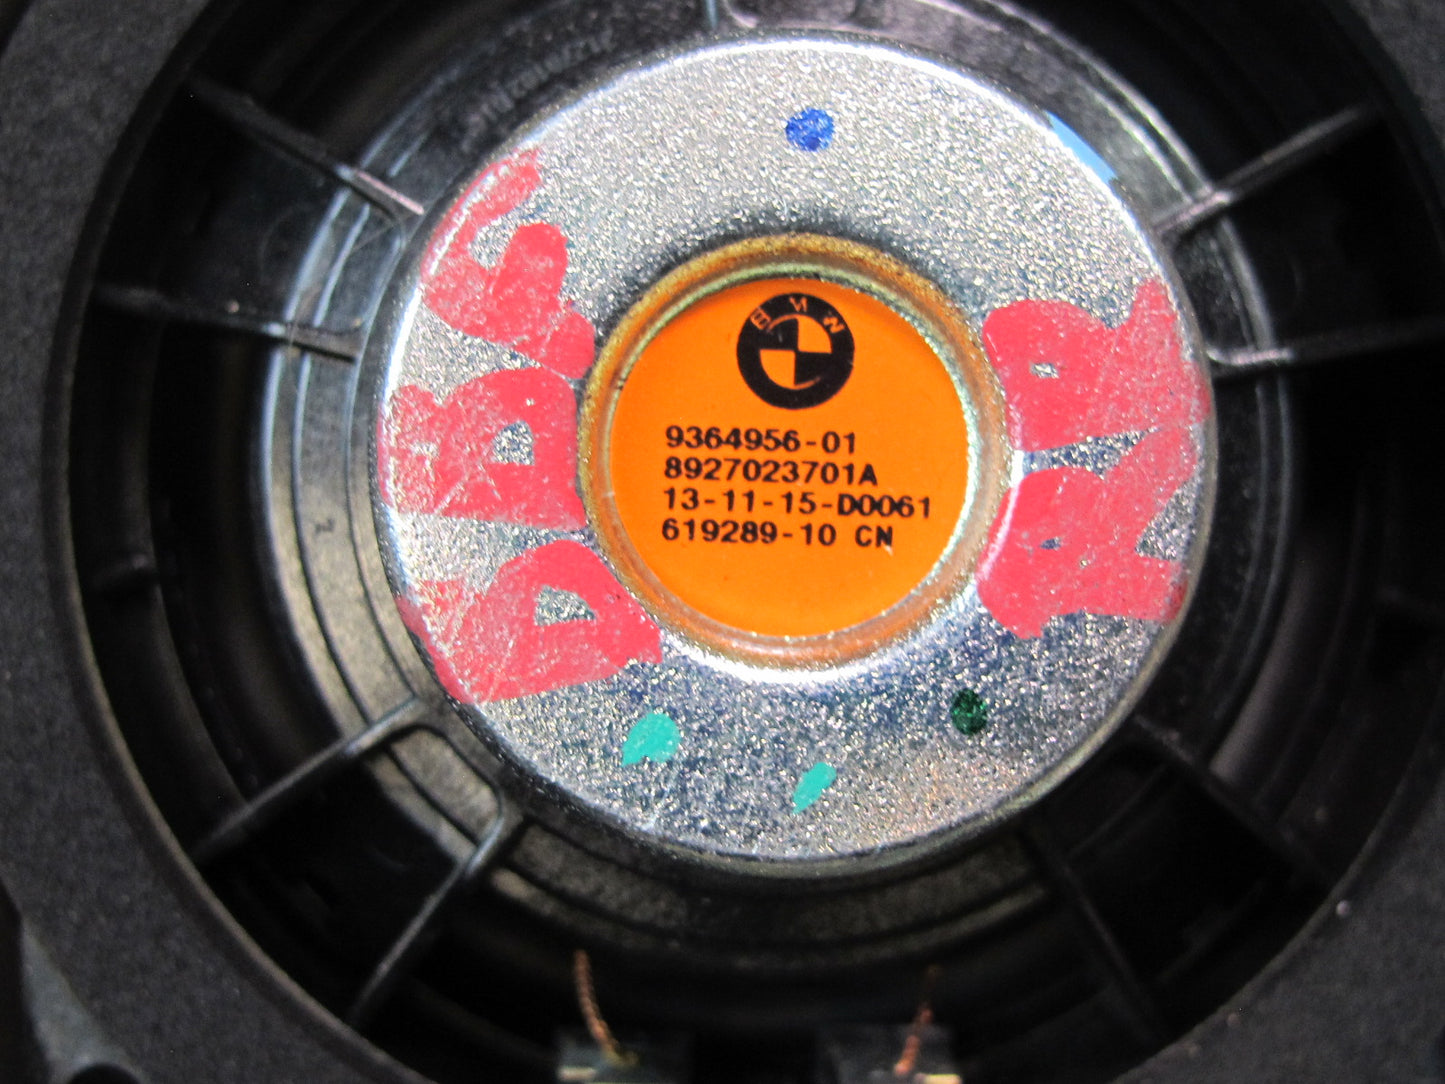 BMW
9364956-01
8927023701A
13-11-15-D0061
619289-10 CN